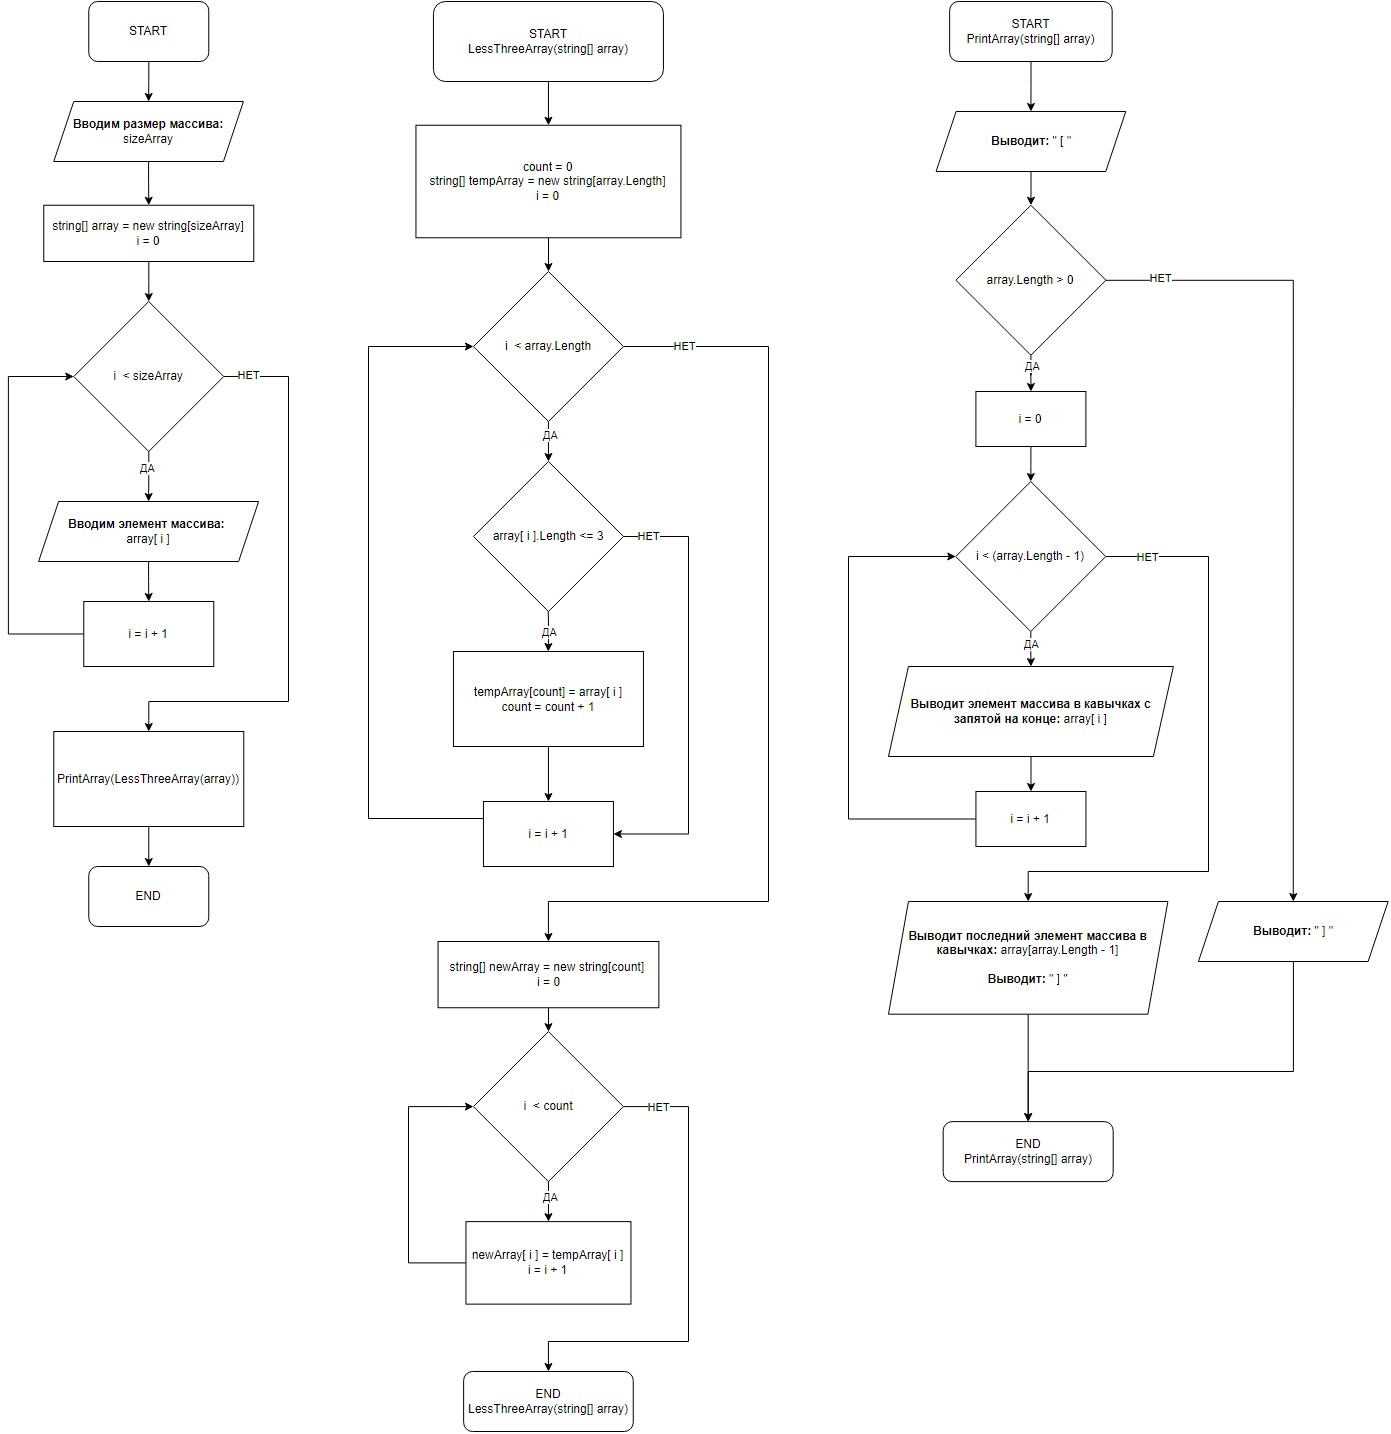 START
Вводим размер массива:
sizeArray
string[] array = new string[sizeArray]
i = 0
i < sizeArray
НЕТ
ДА
Вводим элемент массива:
array[ i ]
i = i + 1
PrintArray(LessThreeArray(array))
END
START
LessThreeArray(string[] array)
count = 0
string[] tempArray = new string[array.Length]
i = 0
i < array.Length
НЕТ
ДА
array[ i ].Length <= 3
НЕТ
ДА
tempArray[count] = array[ i ]
count = count + 1
i = i + 1
string[] newArray = new string[count]
i = 0
i < count
НЕТ
ДА
newArray[ i ] = tempArray[ i ]
i = i + 1
END
LessThreeArray(string[] array)
START
PrintArray(string[] array)
Выводит: " [ "
array.Length > 0
НЕТ
ДА
i = 0
i < (array.Length - 1)
НЕТ
ДА
Выводит элемент массива в кавычках с
запятой на конце: array[ i ]
i = i + 1
Выводит последний элемент массива в
кавычках: array[array.Length - 1]
Выводит: " ] "
Выводит: " ] "
END
PrintArray(string[] array)